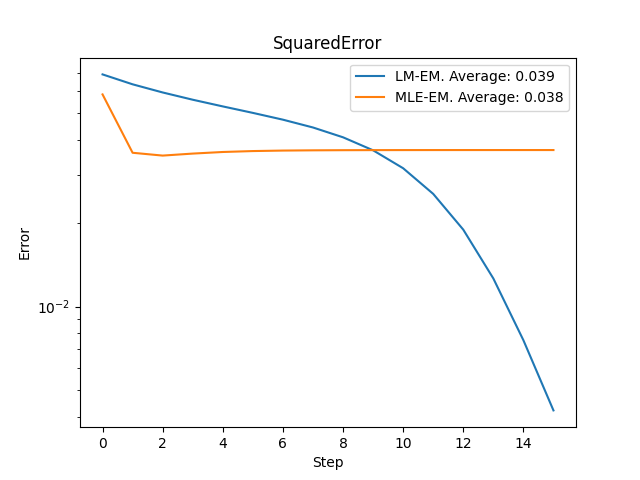 SquaredError
LM-EM. Average: 0.039
MLE-EM. Average: 0.038
Error
10⁻²
0 2 4 6 8 10 12 14
Step